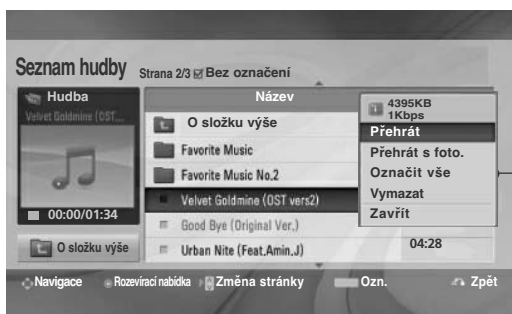 Seznam hudby
Strana 2/3 Bez označení
Hudba
Velvet Goldmine (OST...
00:00/01:34
O složku výše
Název
O složku výše
Favorite Music
Favorite Music No.2
Velvet Goldmine (OST vers2)
Good Bye (Original Ver.)
Urban Nite (Feat.Amin.J)
04:28
4395KB
1Kbps
Přehrát
Přehrát s foto.
Označit vše
Vymazat
Zavřít
Navigace
Rozevírací nabídka
Změna stránky
Ozn.
Zpět